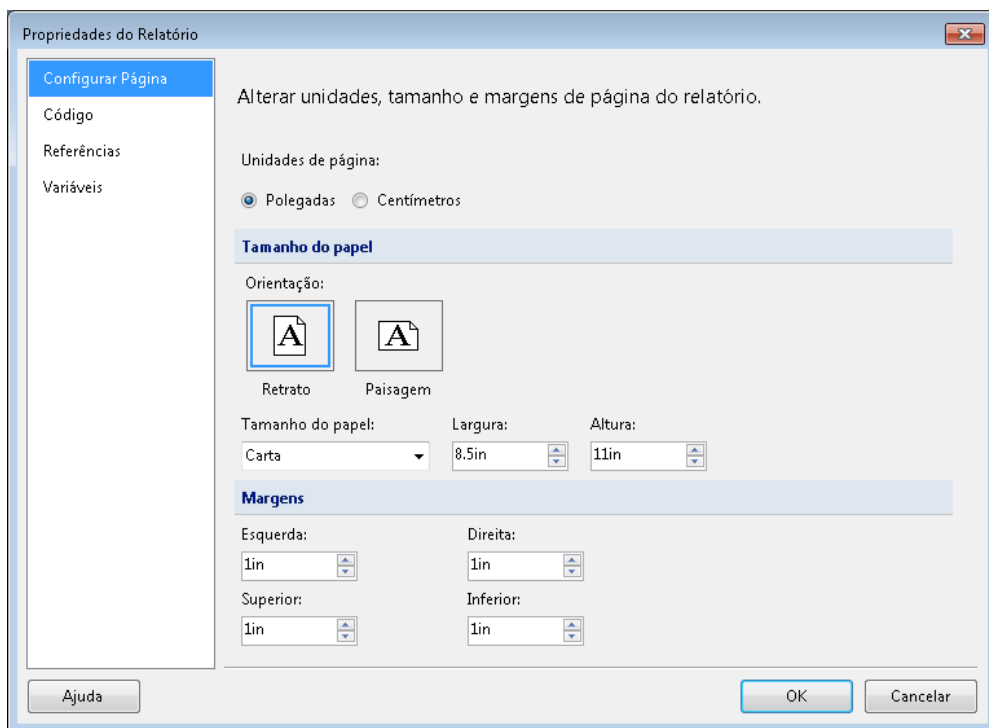 Propriedades do Relatório
Configurar Página
Código
Referências
Variáveis
Alterar unidades, tamanho e margens de página do relatório.
Unidades de página:
Polegadas Centímetros
Tamanho do papel
Orientação:
A A
Retrato Paisagem
Tamanho do papel: Largura: Altura:
Carta 8.5in 11in
Margens
Esquerda: Direita:
1in 1in
Superior: Inferior:
1in 1in
Ajuda OK Cancelar